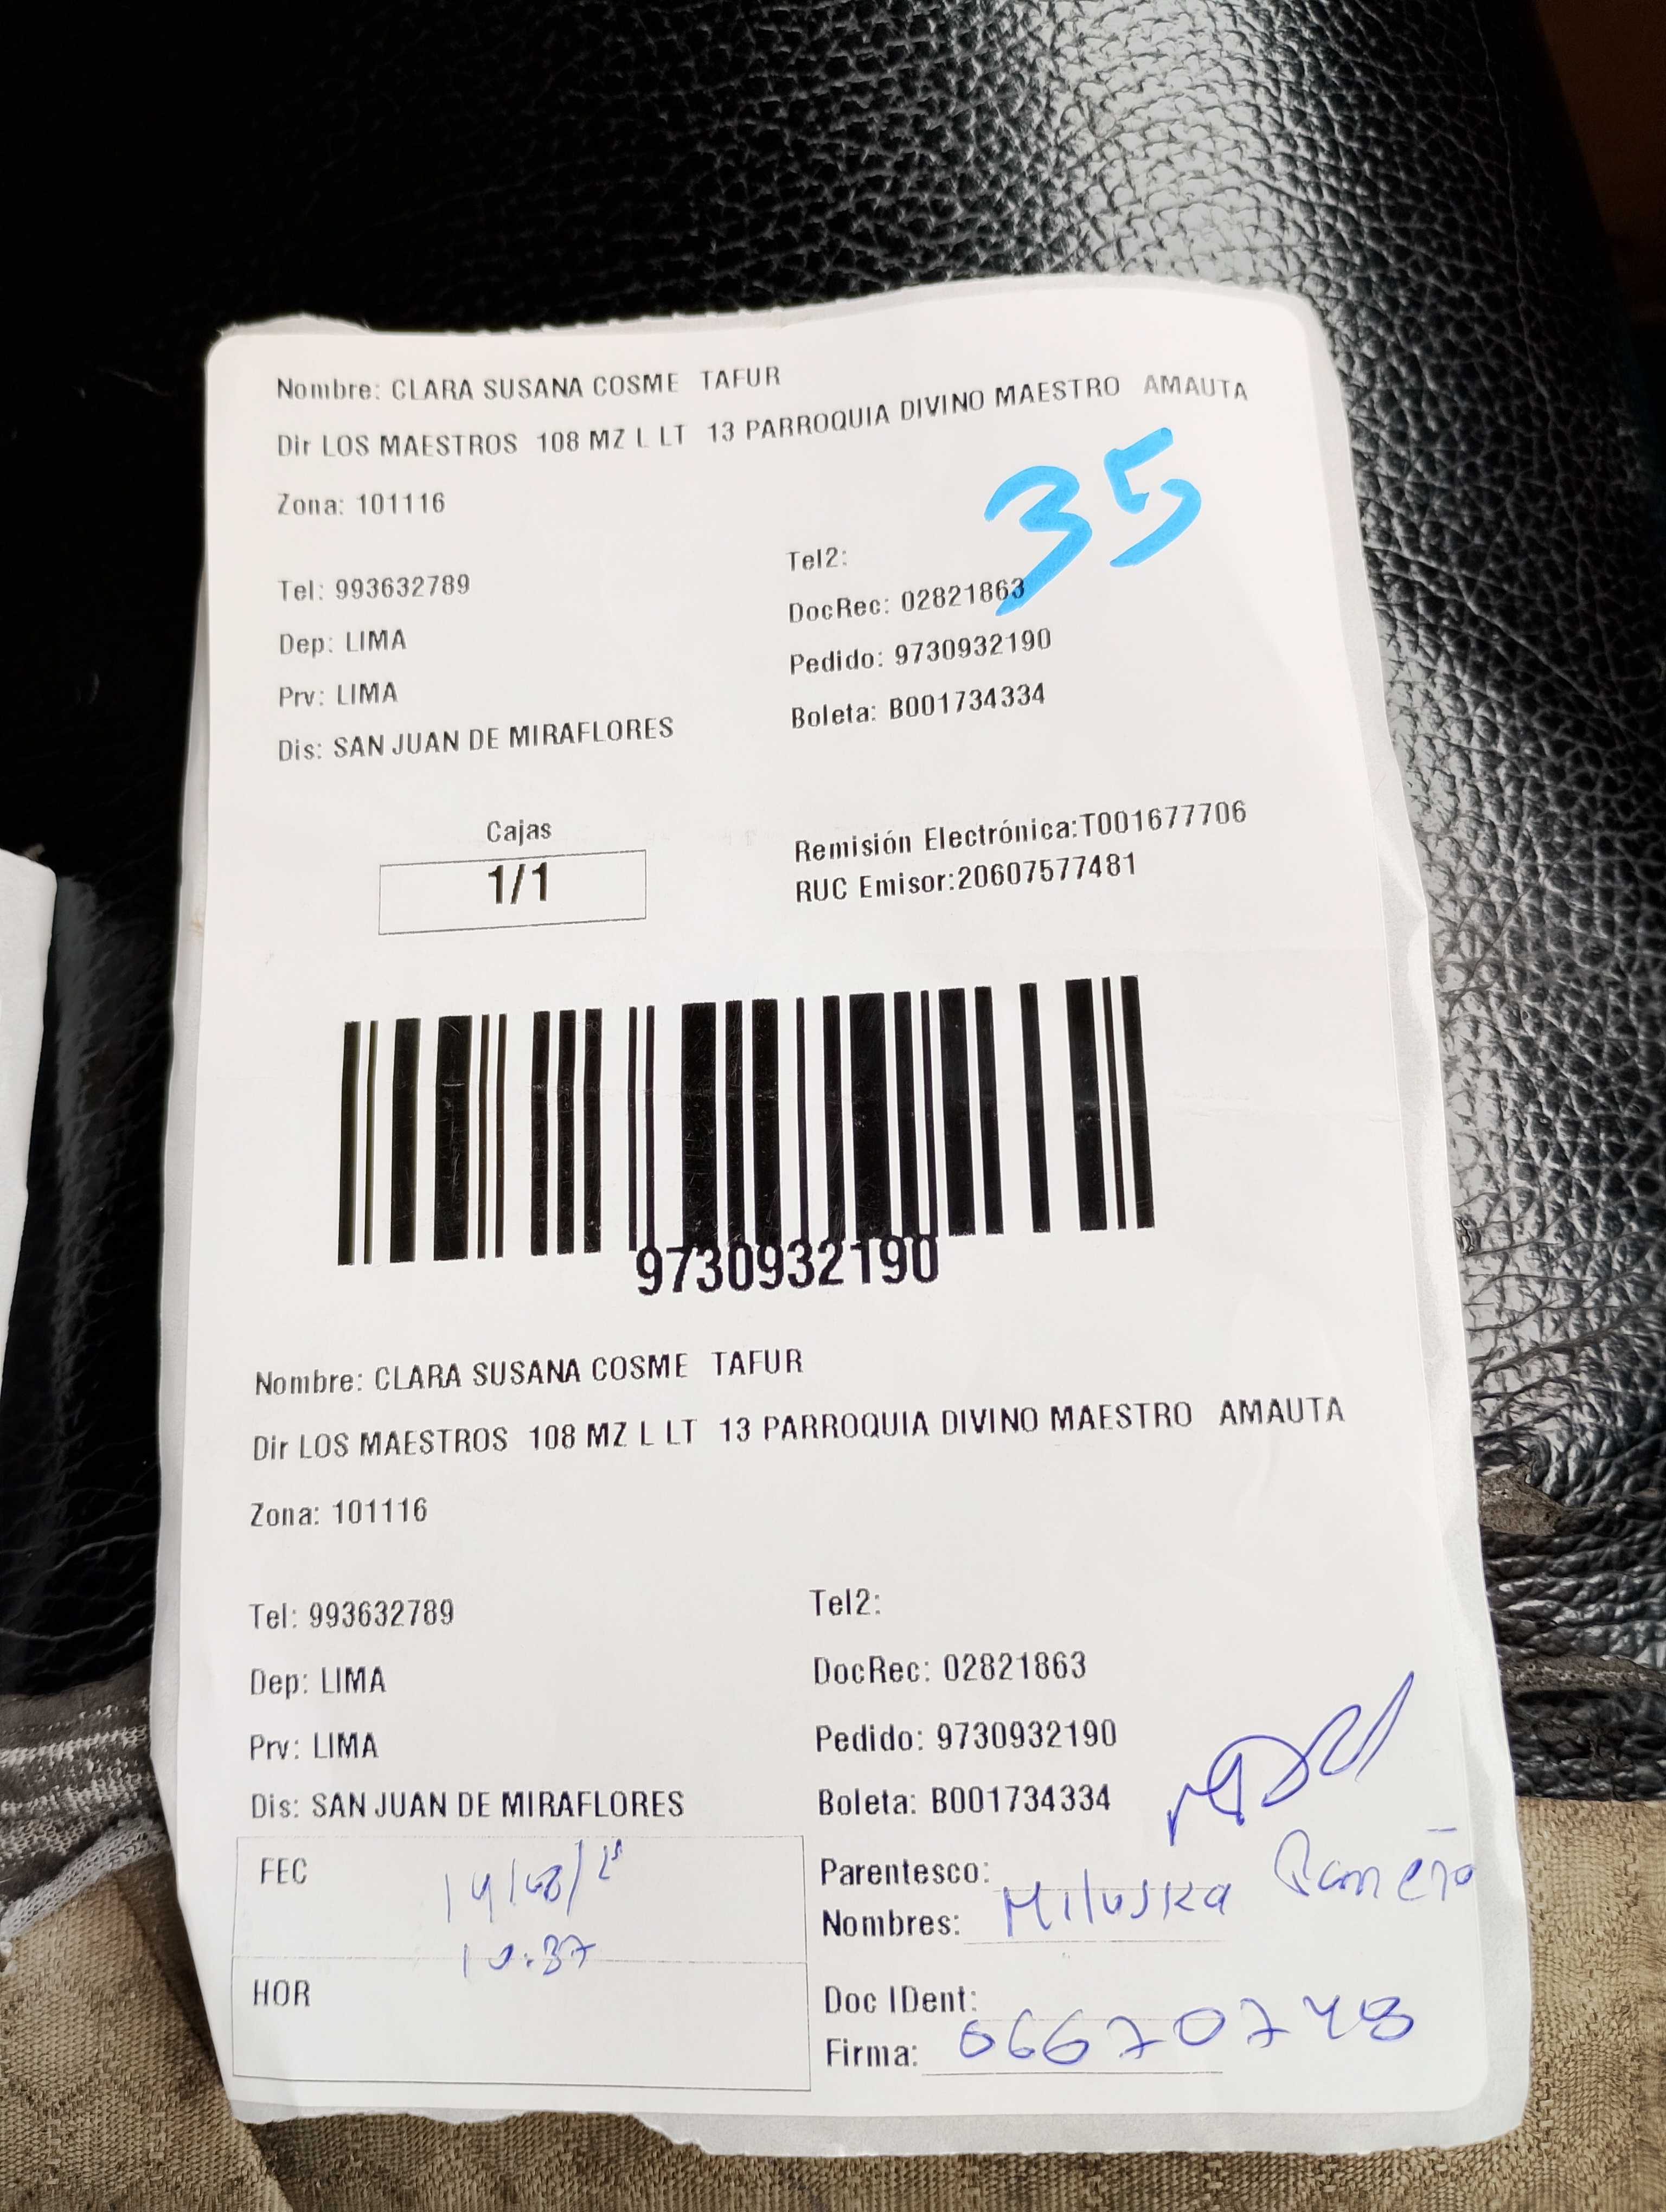 Nombre: CLARA SUSANA COSME TAFUR
Dir LOS MAESTROS 108 MZ L LT 13 PARROQUIA DIVINO MAESTRO AMAUTA
35
Zona: 101116
Tel2:
Tel: 993632789
DocRec: 02821863
Dep: LIMA
Pedido: 9730932190
Prv: LIMA
Boleta: B001734334
Dis: SAN JUAN DE MIRAFLORES
Cajas
1/1
Remisión Electrónica:T001677706
RUC Emisor:20607577481
9730932190
Nombre: CLARA SUSANA COSME TAFUR
Dir LOS MAESTROS 108 MZ L LT 13 PARROQUIA DIVINO MAESTRO AMAUTA
Zona: 101116
Tel: 993632789
Tel2:
Dep: LIMA
DocRec: 02821863
Prv: LIMA
Pedido: 9730932190
Dis: SAN JUAN DE MIRAFLORES
Boleta: B001734334
FEC
10:37
HOR
Parentesco:
Nombres: Miluska
Doc IDent:
Firma: